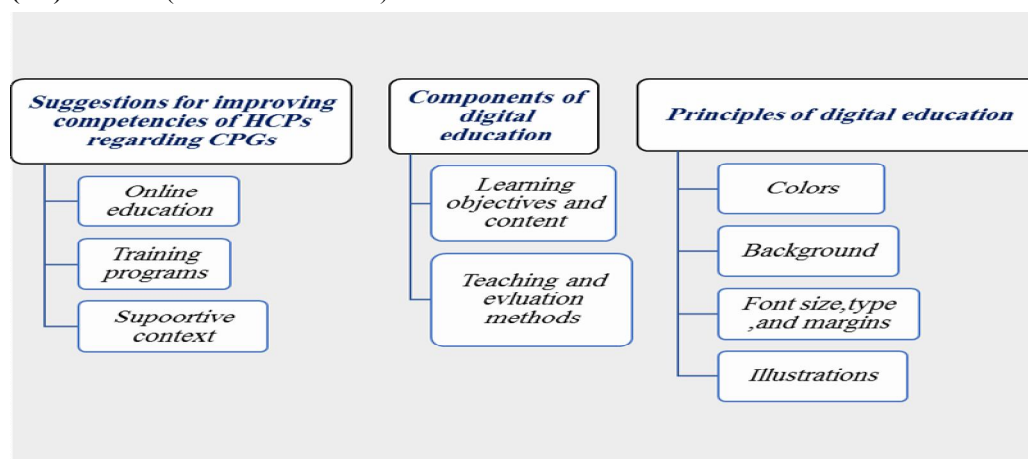 Suggestions for improving
competencies of HCPs
regarding CPGs
Online
education
Training
programs
Supoortive
context
Components of
digital
education
Learning
objectives and
content
Teaching and
evluation
methods
Principles of digital education
Colors
Background
Font size,type
,and margins
Illustrations